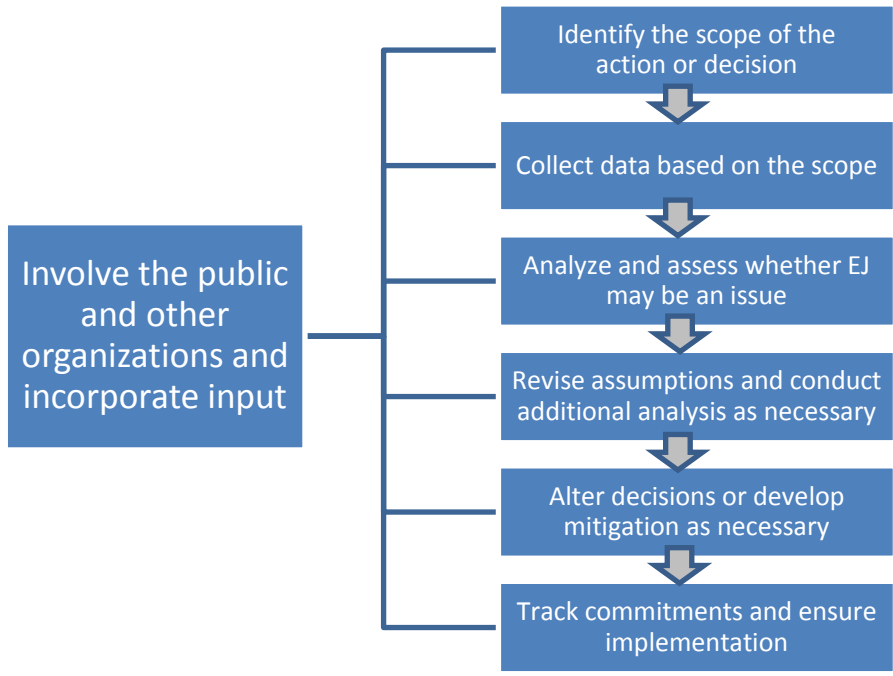 Involve the public
and other
organizations and
incorporate input
Identify the scope of the
action or decision
Collect data based on the scope
Analyze and assess whether EJ
may be an issue
Revise assumptions and conduct
additional analysis as necessary
Alter decisions or develop
mitigation as necessary
Track commitments and ensure
implementation